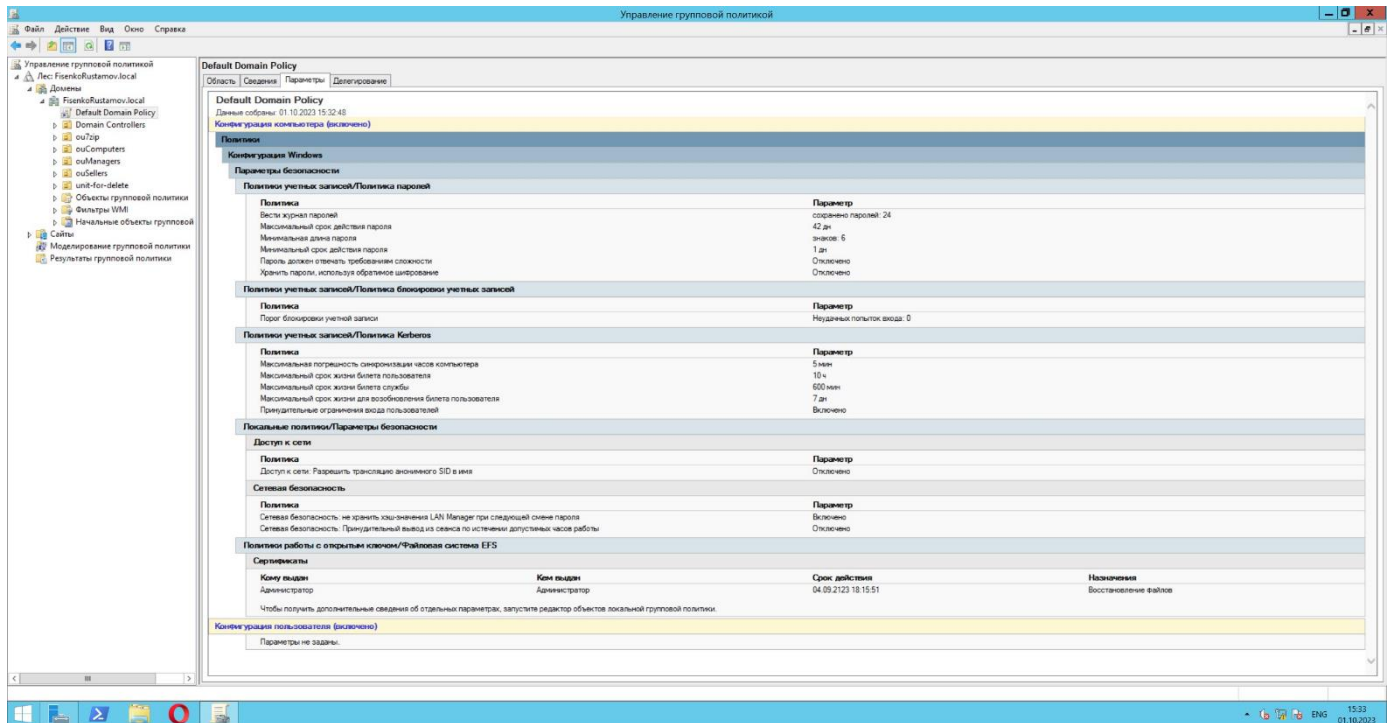 Управление групповой политикой
Файл Действие Вид Окно Справка
Управление групповой политикой
Лес: FisenkoRustamov.local
Домены
FisenkoRustamov.local
Default Domain Policy
Domain Controllers
ou7zip
ouComputers
ouManagers
ouSellers
unit-for-delete
Объекты групповой политики
Фильтры WMI
Начальные объекты групповой
Сайты
Моделирование групповой политики
Результаты групповой политики
Default Domain Policy
Область Сведения Параметры Делегирование
Default Domain Policy
Данные собраны: 01.10.2023 15:32:48
Конфигурация компьютера (включено)
Политики
Конфигурация Windows
Параметры безопасности
Политики учетных записей/Политика паролей
Политика Параметр
Вести журнал паролей сохранено паролей: 24
Максимальный срок действия пароля 42 дн
Минимальная длина пароля знаков: 6
Минимальный срок действия пароля 1 дн
Пароль должен отвечать требованиям сложности Отключено
Хранить пароли, используя обратимое шифрование Отключено
Политики учетных записей/Политика блокировки учетных записей
Политика Параметр
Порог блокировки учетной записи Неудачных попыток входа: 0
Политики учетных записей/Политика Kerberos
Политика Параметр
Максимальная погрешность синхронизации часов компьютера 5 мин
Максимальный срок жизни билета пользователя 10 ч
Максимальный срок жизни билета службы 600 мин
Максимальный срок жизни для возобновления билета пользователя 7 дн
Принудительные ограничения входа пользователей Включено
Локальные политики/Параметры безопасности
Доступ к сети
Политика Параметр
Доступ к сети: Разрешить трансляцию анонимного SID в имя Отключено
Сетевая безопасность
Политика Параметр
Сетевая безопасность: не хранить хэш-значения LAN Manager при следующей смене пароля Включено
Сетевая безопасность: Принудительный вывод из сеанса по истечении допустимых часов работы Отключено
Политики работы с открытым ключом/Файловая система EFS
Сертификаты
Кому выдан Кем выдан Срок действия Назначения
Администратор Администратор 04.09.2123 18:15:51 Восстановление файлов
Чтобы получить дополнительные сведения об отдельных параметрах, запустите редактор объектов локальной групповой политики.
Конфигурация пользователя (включено)
Параметры не заданы.
ENG 15:33
01.10.2023